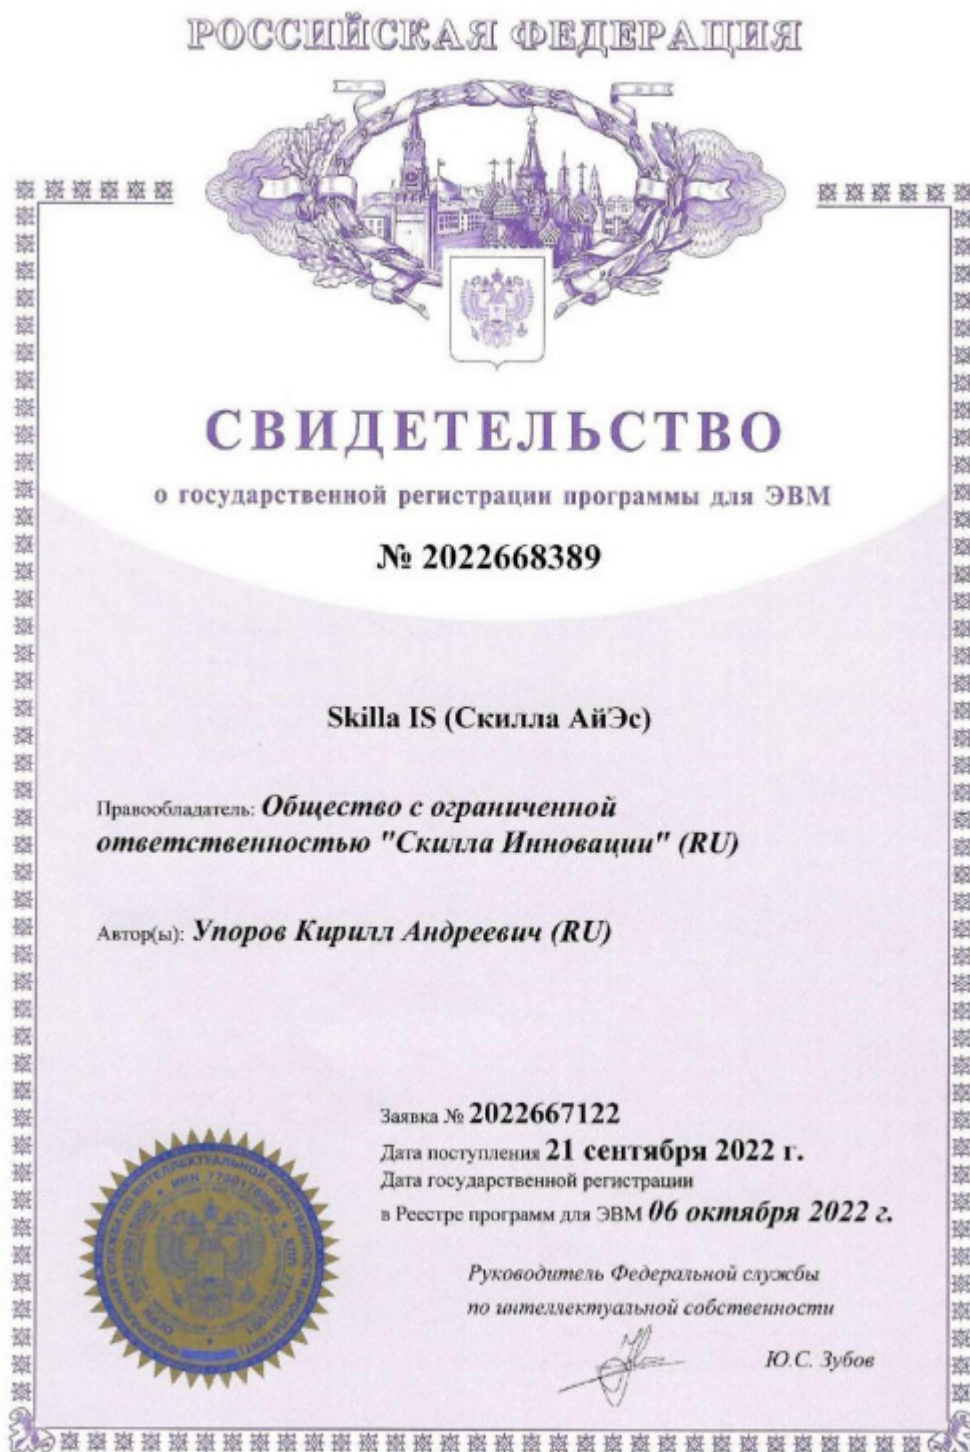 РОССИЙСКАЯ ФЕДЕРАЦИЯ
СВИДЕТЕЛЬСТВО
о государственной регистрации программы для ЭВМ
№ 2022668389
Skilla IS (Скилла АйЭс)
Правообладатель: Общество с ограниченной
ответственностью "Скилла Инновации" (RU)
Автор(ы): Упоров Кирилл Андреевич (RU)
Заявка № 2022667122
Дата поступления 21 сентября 2022 г.
Дата государственной регистрации
в Реестре программ для ЭВМ 06 октября 2022 г.
Руководитель Федеральной службы
по интеллектуальной собственности
Ю.С. Зубов